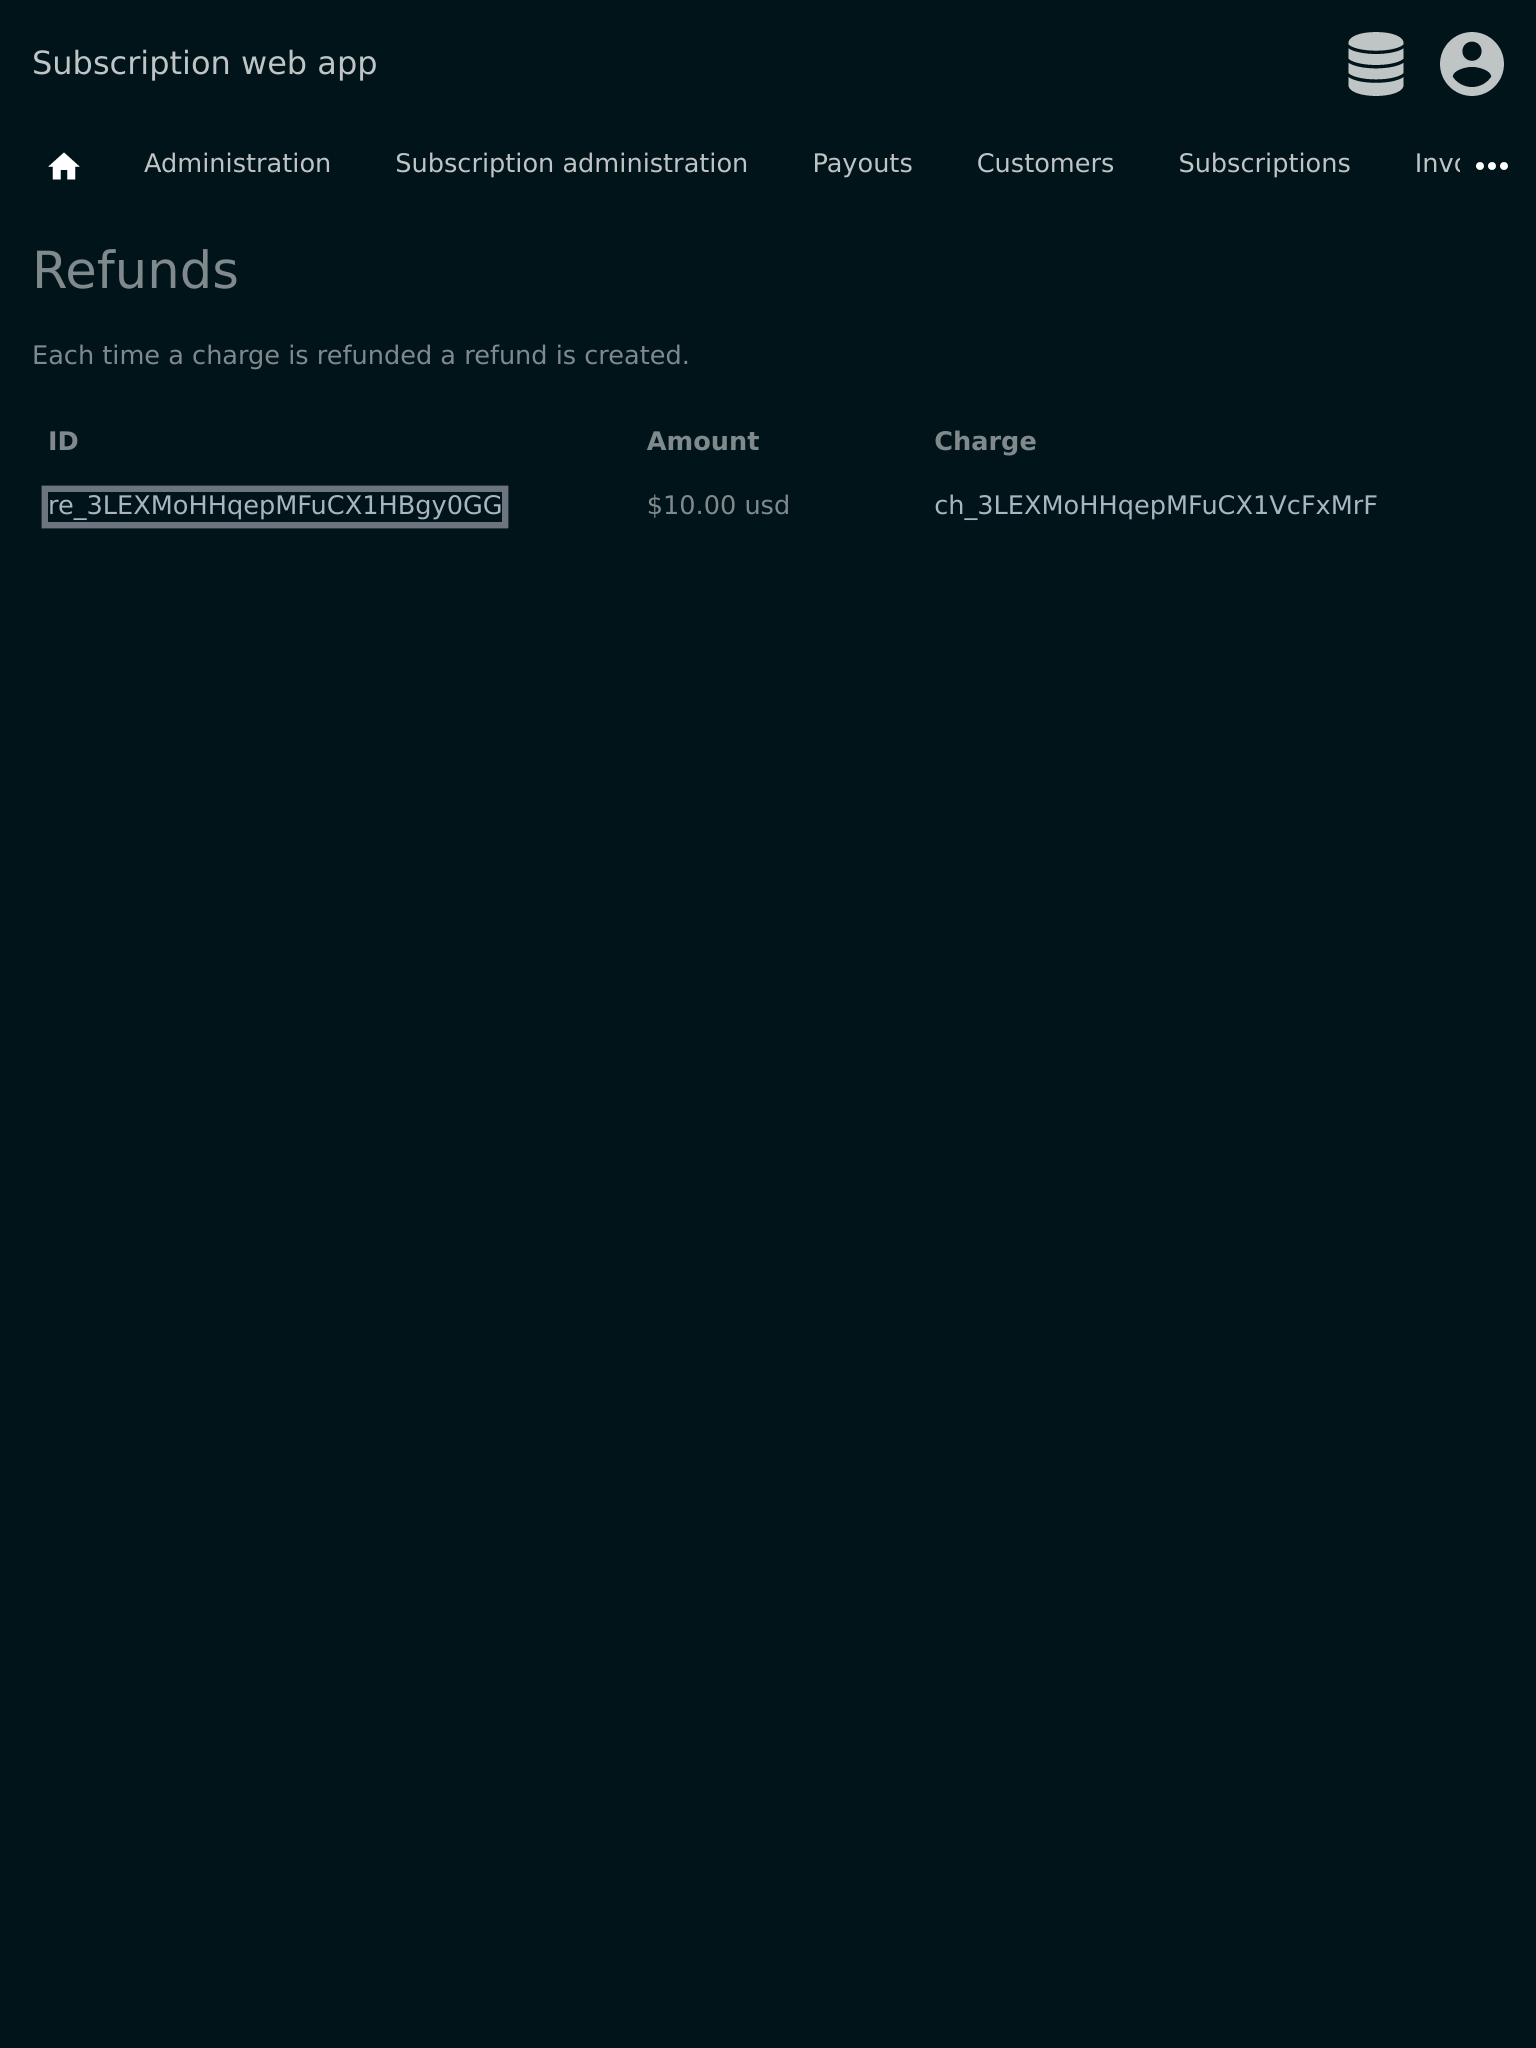 Subscription web app
Administration Subscription administration Payouts Customers Subscriptions
Refunds
Each time a charge is refunded a refund is created.
ID Amount Charge
re_3LEXMoHHqepMFuCX1HBgy0GG $10.00 usd ch_3LEXMoHHqepMFuCX1VcFxMrF